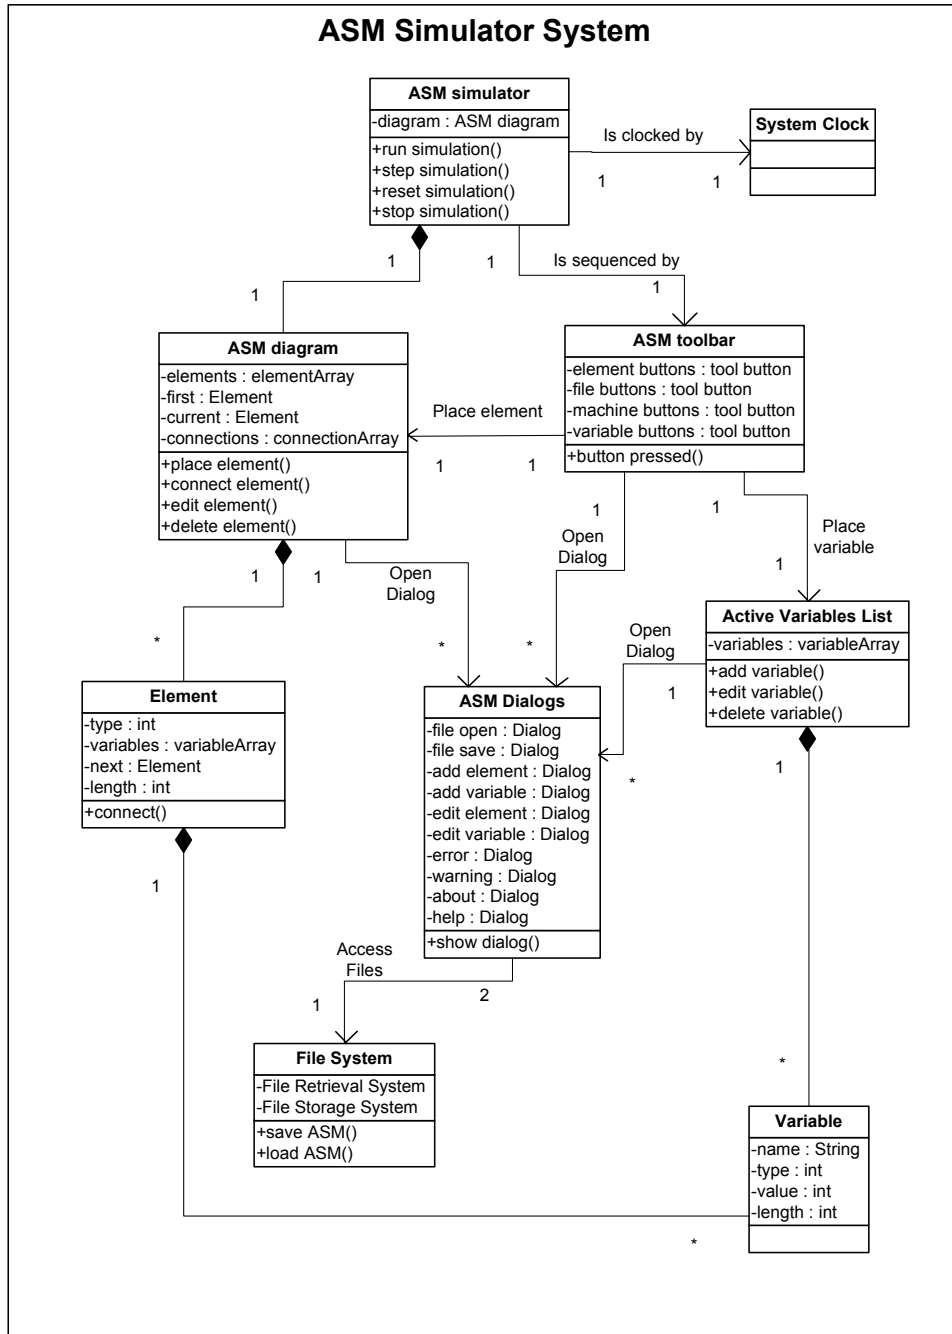 ASM Simulator System
ASM simulator
-diagram : ASM diagram
+run simulation()
+step simulation()
+reset simulation()
+stop simulation()
Is clocked by
1
1
System Clock
1
1
1
Is sequenced by
1
ASM diagram
-elements : elementArray
-first : Element
-current : Element
-connections : connectionArray
+place element()
+connect element()
+edit element()
+delete element()
Place element
1
1
ASM toolbar
-element buttons : tool button
-file buttons : tool button
-machine buttons : tool button
-variable buttons : tool button
+button pressed()
1
1
*
Open
Dialog
*
1
Open
Dialog
*
1
Place
variable
1
Element
-type : int
-variables : variableArray
-next : Element
-length : int
+connect()
1
ASM Dialogs
-file open : Dialog
-file save : Dialog
-add element : Dialog
-add variable : Dialog
-edit element : Dialog
-edit variable : Dialog
-error : Dialog
-warning : Dialog
-about : Dialog
-help : Dialog
+show dialog()
Open
Dialog
1
*
Active Variables List
-variables : variableArray
+add variable()
+edit variable()
+delete variable()
1
Access
Files
2
1
File System
-File Retrieval System
-File Storage System
+save ASM()
+load ASM()
*
Variable
-name : String
-type : int
-value : int
-length : int
*